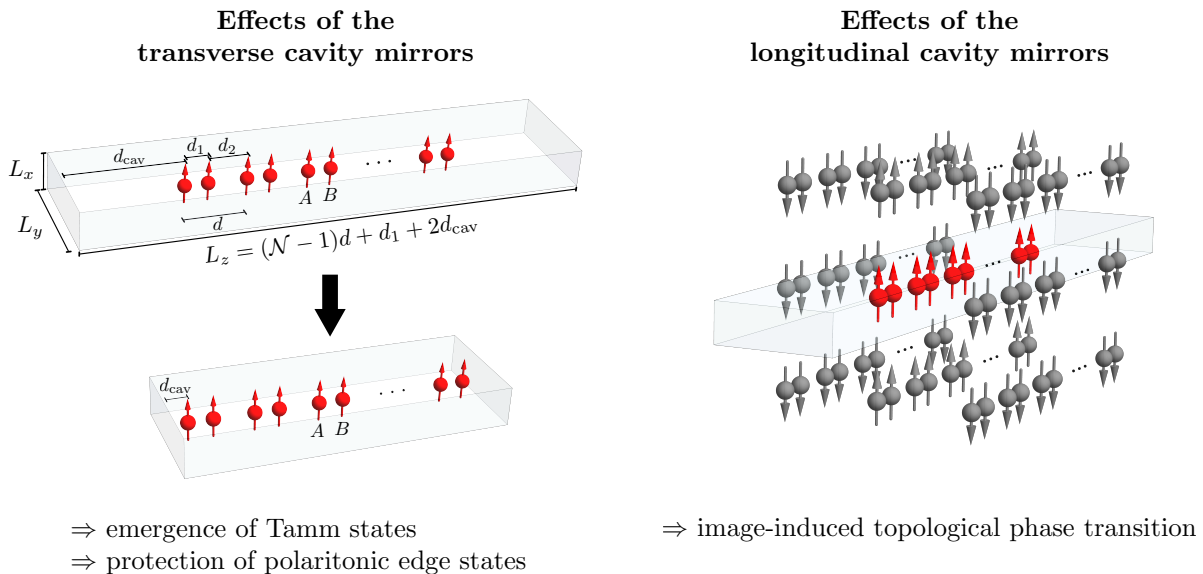 Effects of the
transverse cavity mirrors
d_cav
d_1
d_2
L_x
L_y
A B
d
L_z = (𝒩 − 1)d + d_1 + 2d_cav
d_cav
A B
⇒ emergence of Tamm states
⇒ protection of polaritonic edge states
Effects of the
longitudinal cavity mirrors
⇒ image-induced topological phase transition